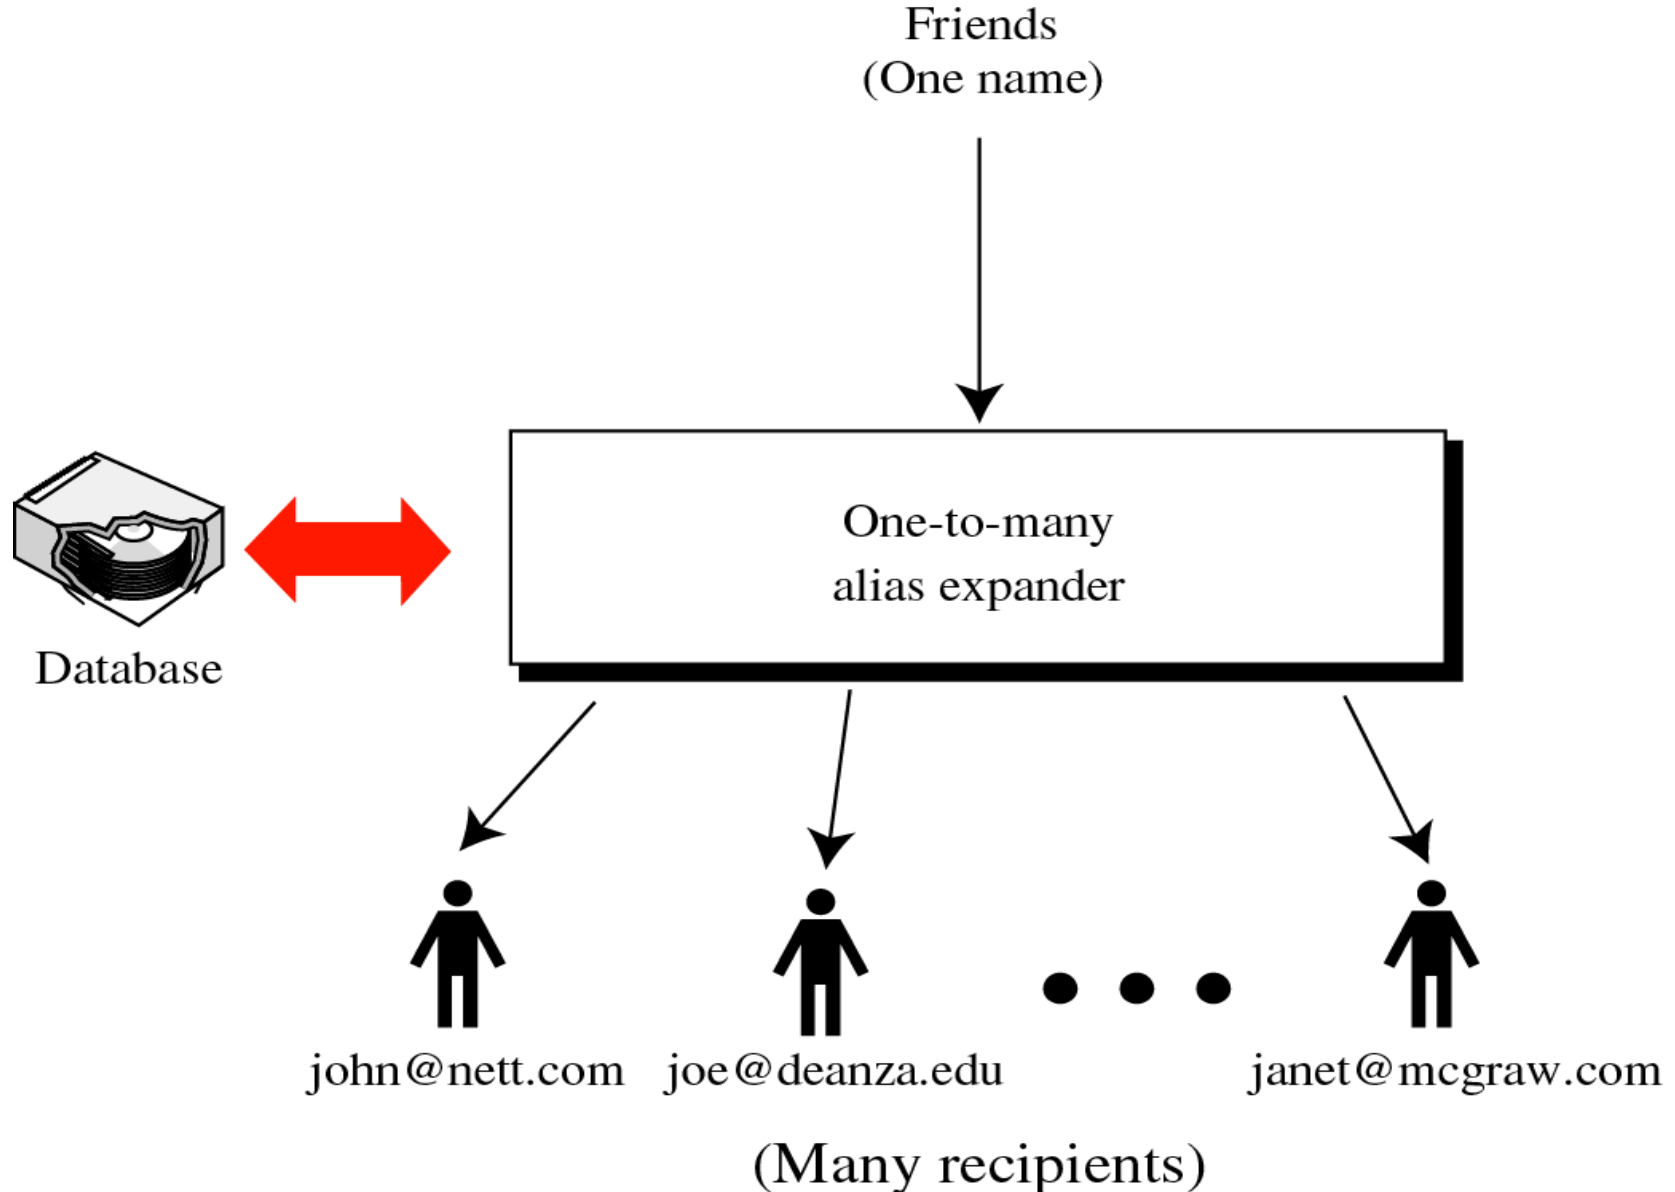 Friends
(One name)
One-to-many
alias expander
Database
john@nett.com
joe@deanza.edu
janet@mcgraw.com
(Many recipients)